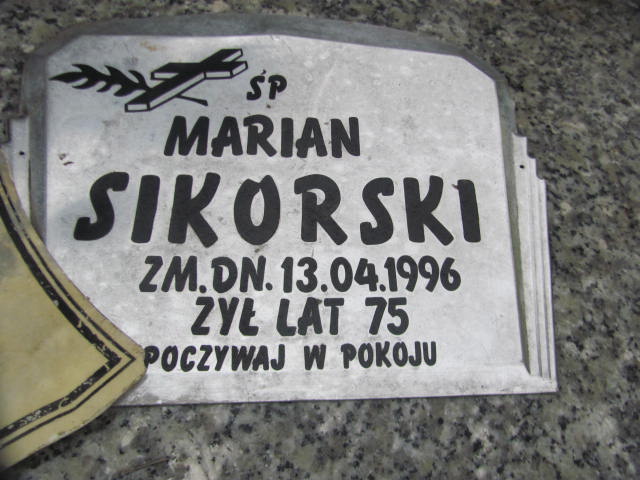 ŚP
MARIAN
SIKORSKI
ZM. DN. 13.04.1996
ŻYŁ LAT 75
POCZYWAJ W POKOJU